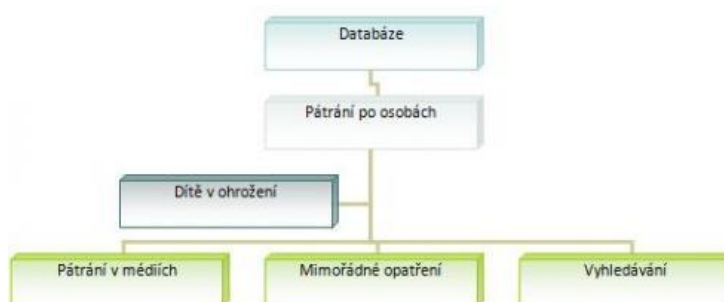 Databáze
Pátrání po osobách
Dítě v ohrožení
Pátrání v médiích
Mimořádné opatření
Vyhledávání